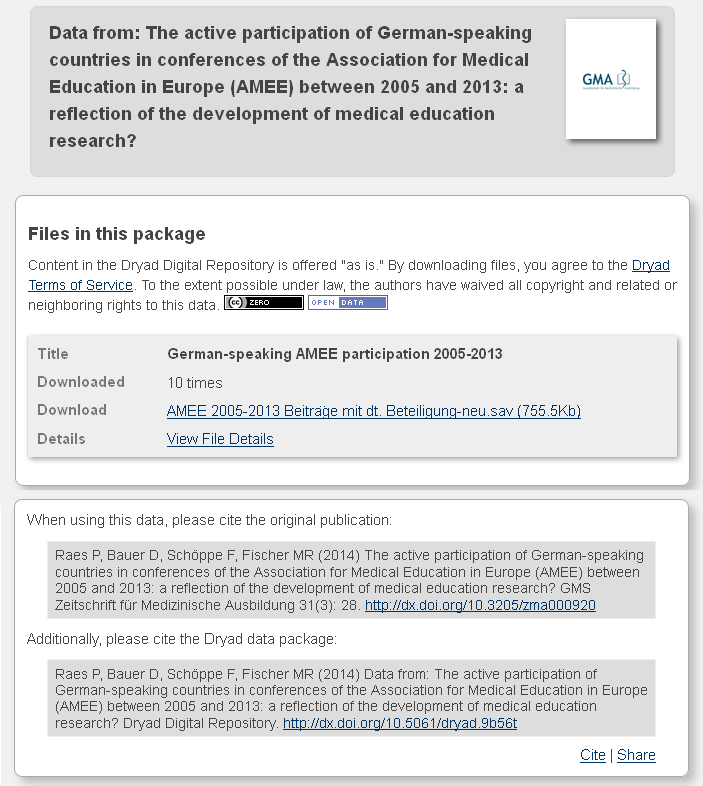 Data from: The active participation of German-speaking
countries in conferences of the Association for Medical
Education in Europe (AMEE) between 2005 and 2013: a
reflection of the development of medical education
research?
GMA
Files in this package
Content in the Dryad Digital Repository is offered "as is." By downloading files, you agree to the Dryad
Terms of Service. To the extent possible under law, the authors have waived all copyright and related or
neighboring rights to this data. cc ZERO OPEN DATA
Title German-speaking AMEE participation 2005-2013
Downloaded 10 times
Download AMEE 2005-2013 Beiträge mit dt. Beteiligung-neu.sav (755.5Kb)
Details View File Details
When using this data, please cite the original publication:
Raes P, Bauer D, Schöppe F, Fischer MR (2014) The active participation of German-speaking
countries in conferences of the Association for Medical Education in Europe (AMEE) between
2005 and 2013: a reflection of the development of medical education research? GMS
Zeitschrift für Medizinische Ausbildung 31(3): 28. http://dx.doi.org/10.3205/zma000920
Additionally, please cite the Dryad data package:
Raes P, Bauer D, Schöppe F, Fischer MR (2014) Data from: The active participation of
German-speaking countries in conferences of the Association for Medical Education in Europe
(AMEE) between 2005 and 2013: a reflection of the development of medical education
research? Dryad Digital Repository. http://dx.doi.org/10.5061/dryad.9b56t
Cite | Share